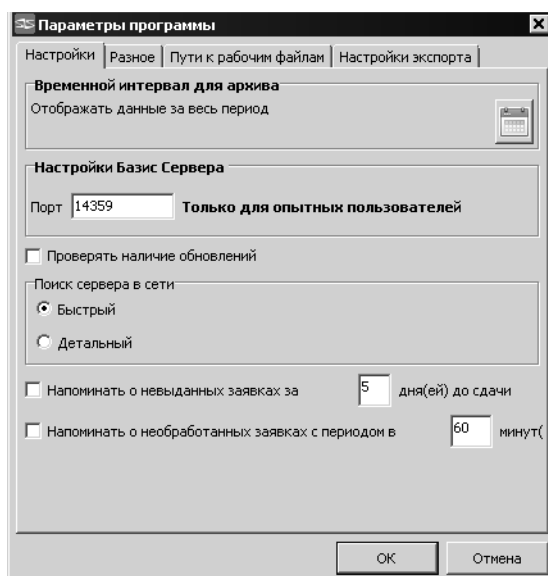 Параметры программы
Настройки Разное Пути к рабочим файлам Настройки экспорта
Временной интервал для архива
Отображать данные за весь период
Настройки Базис Сервера
Порт 14359 Только для опытных пользователей
Проверять наличие обновлений
Поиск сервера в сети
Быстрый
Детальный
Напоминать о невыданных заявках за 5 дня(ей) до сдачи
Напоминать о необработанных заявках с периодом в 60 минут(
OK Отмена